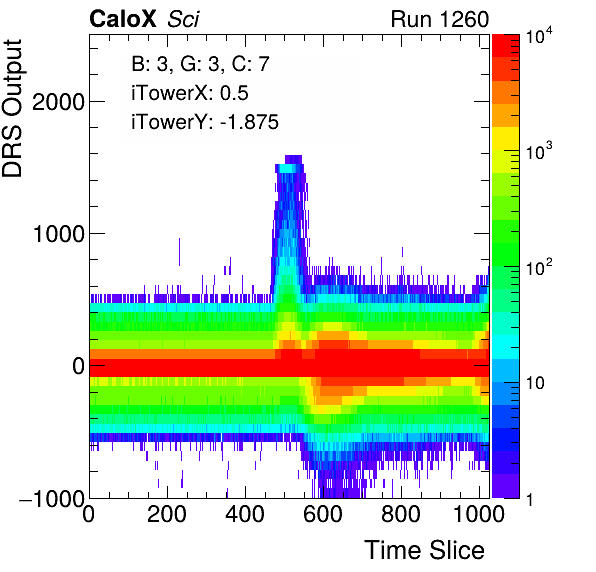 CaloX Sci Run 1260
B: 3, G: 3, C: 7
iTowerX: 0.5
iTowerY: -1.875
DRS Output
2000
1000
0
−1000
0 200 400 600 800 1000
Time Slice
10^4
10^3
10^2
10
1